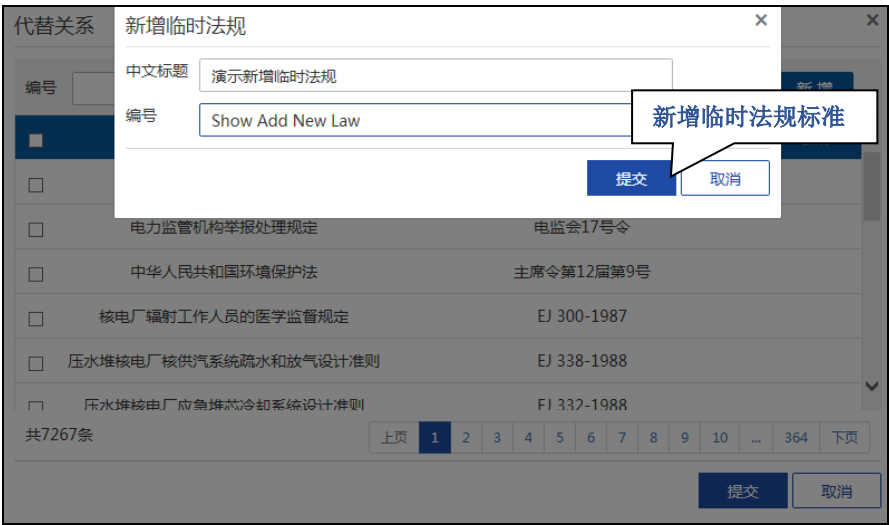 代替关系
新增临时法规
中文标题
演示新增临时法规
编号
编号
Show Add New Law
新增
新增临时法规标准
提交
取消
电力监管机构举报处理规定
电监会17号令
中华人民共和国环境保护法
主席令第12届第9号
核电厂辐射工作人员的医学监督规定
EJ 300-1987
压水堆核电厂核供汽系统疏水和放气设计准则
EJ 338-1988
压水堆核电厂应急堆芯冷却系统设计准则
EJ 332-1988
共7267条
上页 1 2 3 4 5 6 7 8 9 10 ... 364 下页
提交
取消